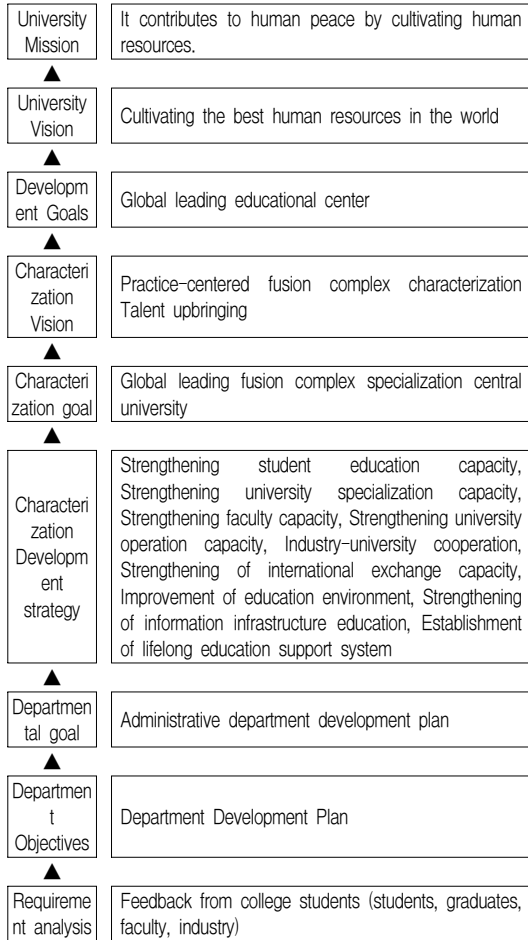 University
Mission
It contributes to human peace by cultivating human
resources.
▲
University
Vision
Cultivating the best human resources in the world
▲
Developm
ent Goals
Global leading educational center
▲
Characteri
zation
Vision
Practice-centered fusion complex characterization
Talent upbringing
▲
Characteri
zation goal
Global leading fusion complex specialization central
university
▲
Characteri
zation
Developm
ent
strategy
Strengthening student education capacity,
Strengthening university specialization capacity,
Strengthening faculty capacity, Strengthening university
operation capacity, Industry-university cooperation,
Strengthening of international exchange capacity,
Improvement of education environment, Strengthening
of information infrastructure education, Establishment
of lifelong education support system
▲
Departmen
tal goal
Administrative department development plan
▲
Departmen
t
Objectives
Department Development Plan
▲
Requireme
nt analysis
Feedback from college students (students, graduates,
faculty, industry)